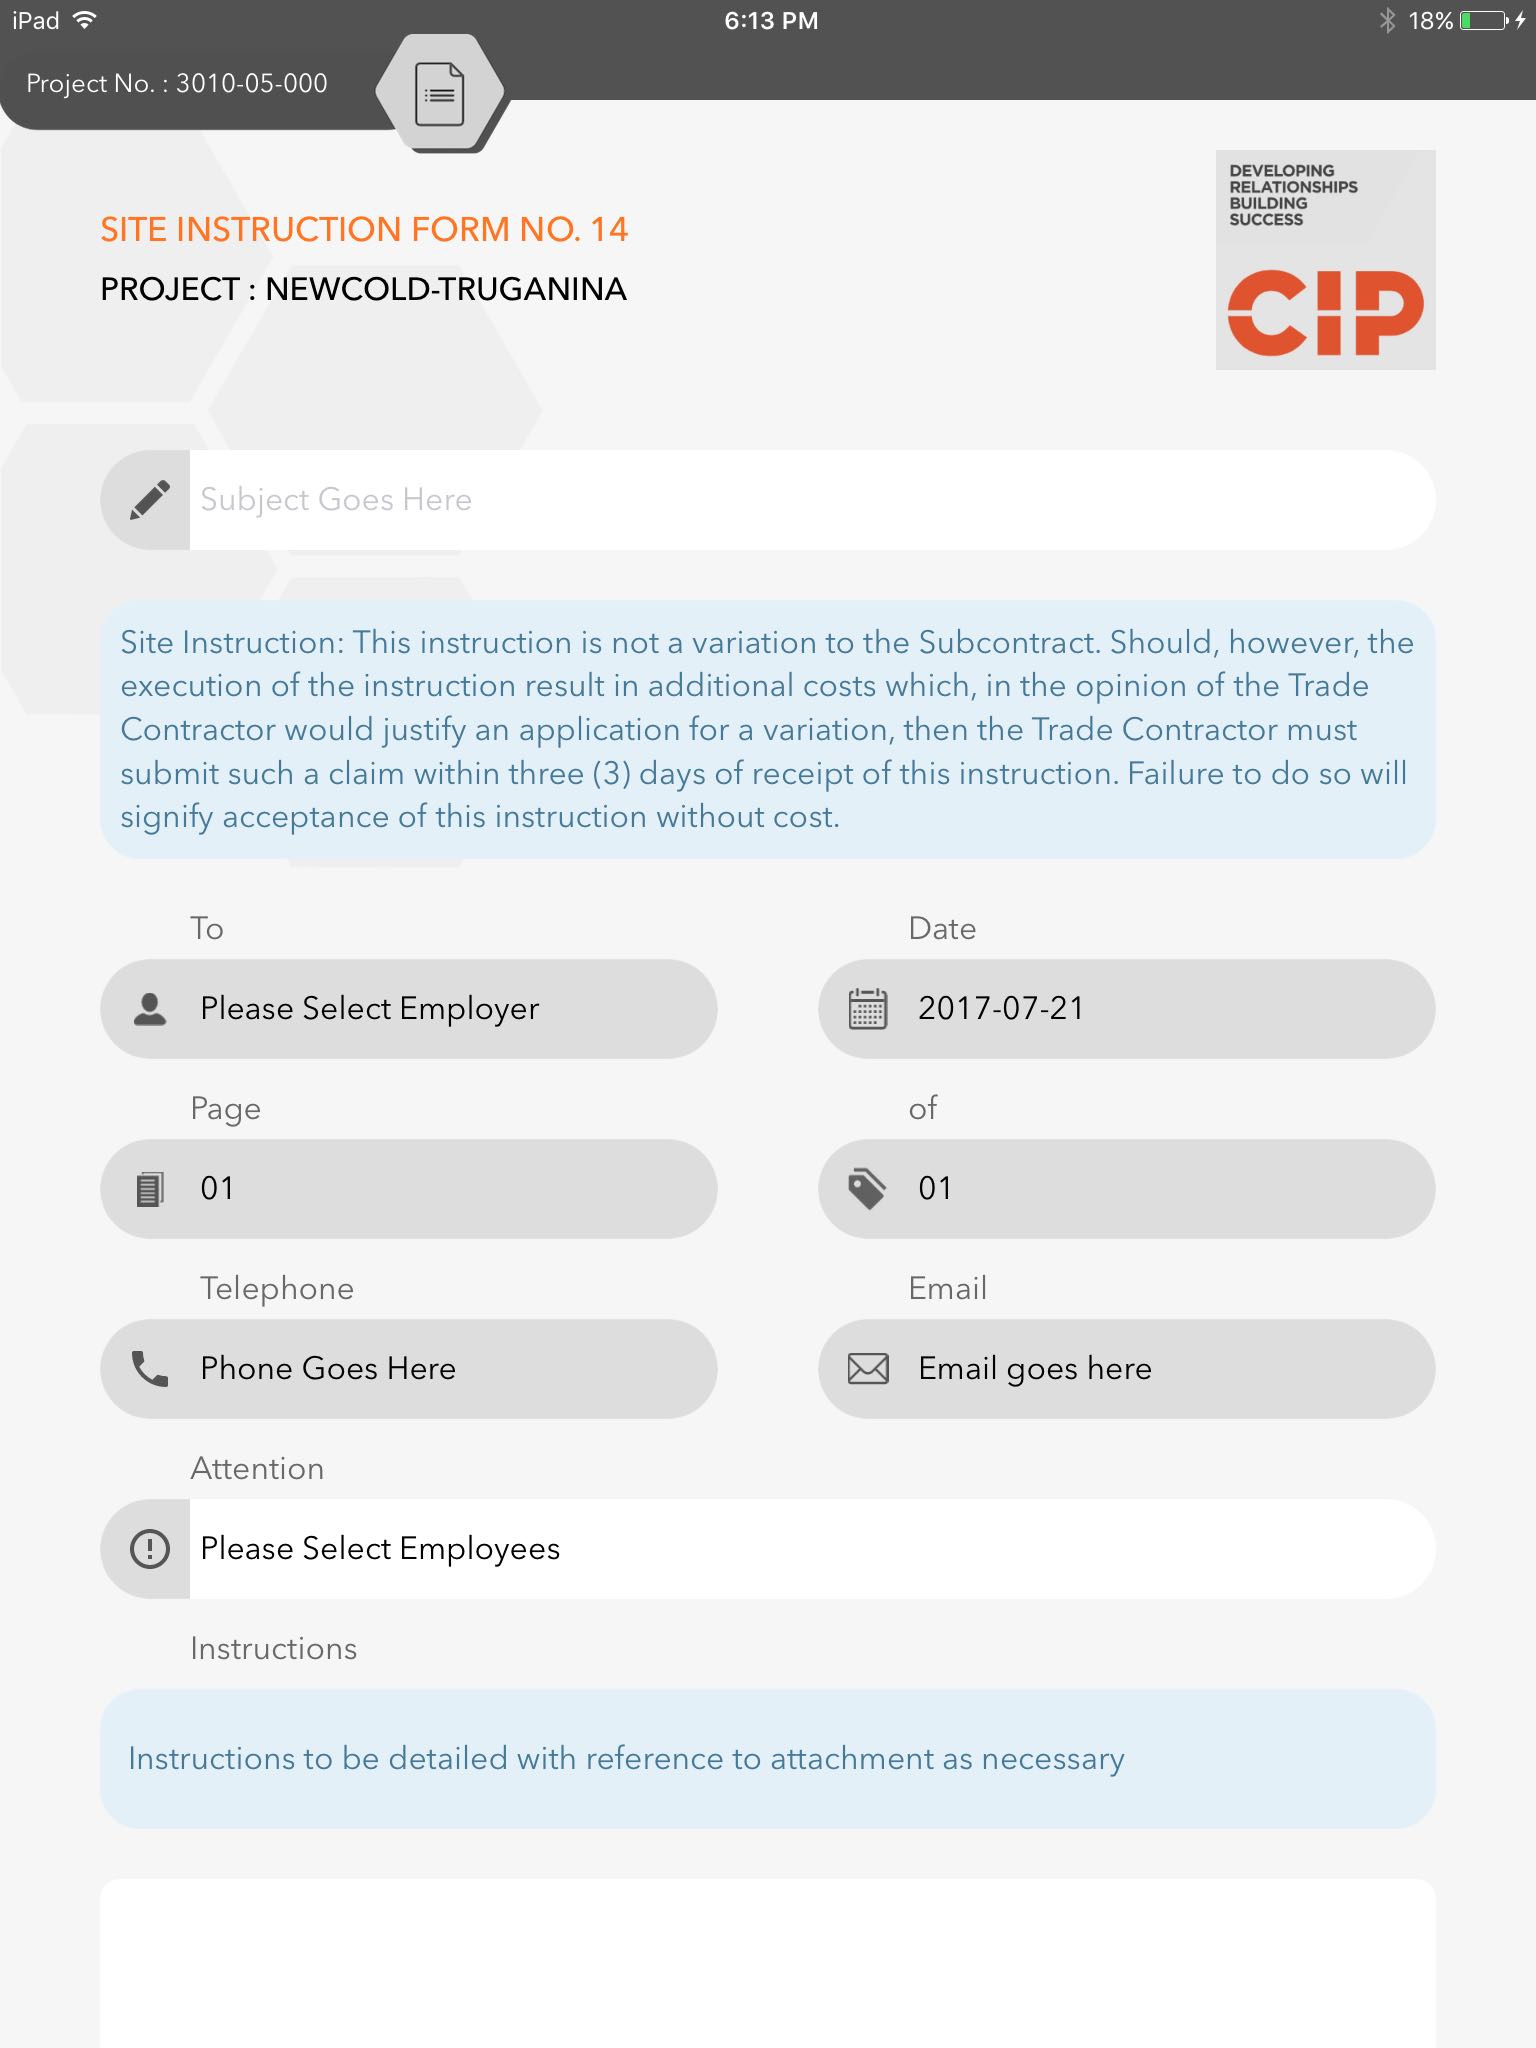 iPad
6:13 PM
18%
Project No. : 3010-05-000
DEVELOPING
RELATIONSHIPS
BUILDING
SUCCESS
CIP
SITE INSTRUCTION FORM NO. 14
PROJECT : NEWCOLD-TRUGANINA
Subject Goes Here
Site Instruction: This instruction is not a variation to the Subcontract. Should, however, the
execution of the instruction result in additional costs which, in the opinion of the Trade
Contractor would justify an application for a variation, then the Trade Contractor must
submit such a claim within three (3) days of receipt of this instruction. Failure to do so will
signify acceptance of this instruction without cost.
To
Date
Please Select Employer
2017-07-21
Page
of
01
01
Telephone
Email
Phone Goes Here
Email goes here
Attention
Please Select Employees
Instructions
Instructions to be detailed with reference to attachment as necessary